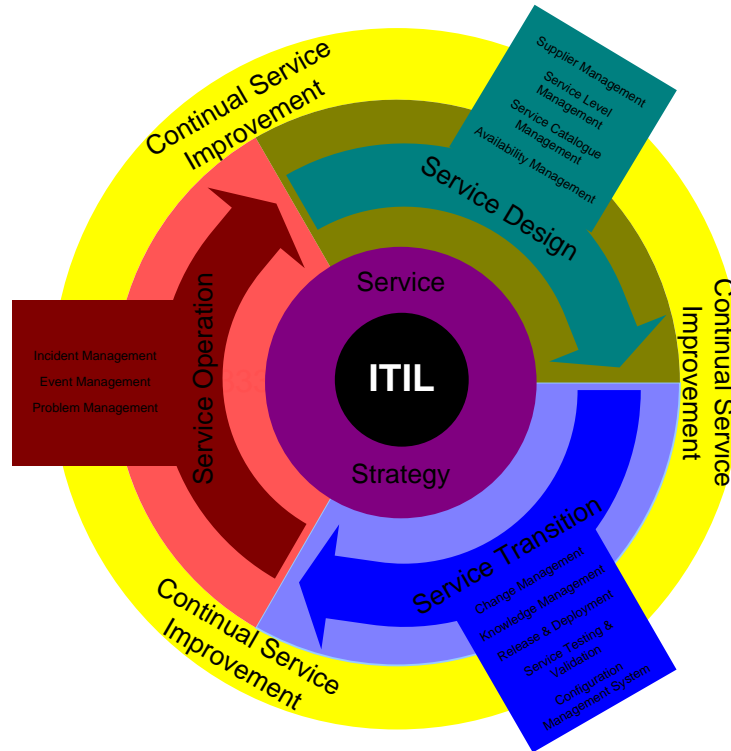 Continual Service
Improvement
Supplier Management
Service Level
Management
Service Catalogue
Management
Availability Management
Service Design
Continual Service
Improvement
Service
ITIL
Strategy
Service Operation
Incident Management
Event Management
Problem Management
Service Transition
Change Management
Knowledge Management
Release & Deployment
Service Testing &
Validation
Configuration
Management System
Continual Service
Improvement